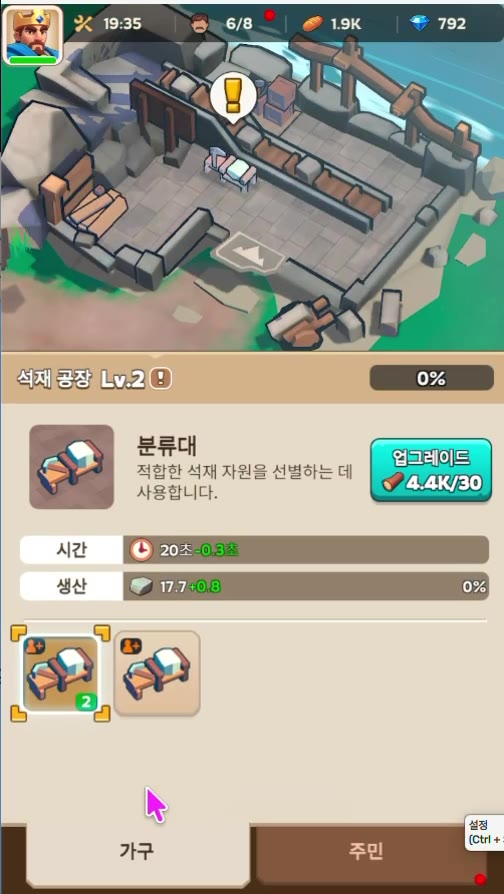 19:35
6/8
1.9K
792
석재 공장 Lv.2
0%
분류대
적합한 석재 자원을 선별하는 데
사용합니다.
업그레이드
4.4K/30
시간
20초-0.3초
생산
17.7+0.8
0%
2
가구
주민
설정
(Ctrl +